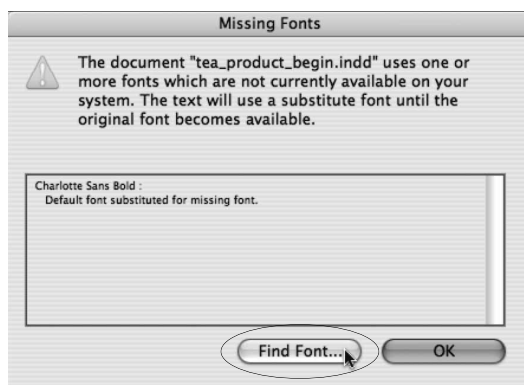 Missing Fonts
The document "tea_product_begin.indd" uses one or
more fonts which are not currently available on your
system. The text will use a substitute font until the
original font becomes available.
Charlotte Sans Bold :
Default font substituted for missing font.
Find Font... OK